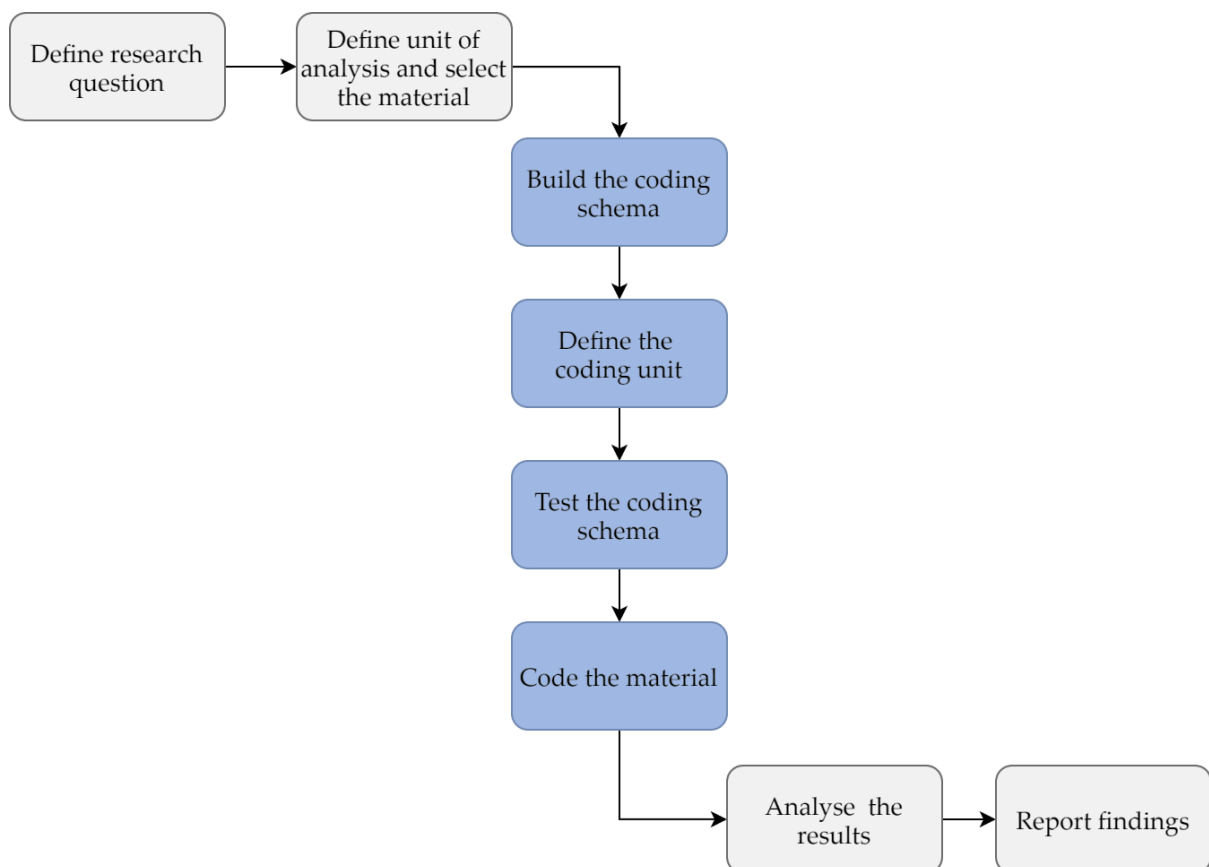 Define research
question
Define unit of
analysis and select
the material
Build the coding
schema
Define the
coding unit
Test the coding
schema
Code the material
Analyse the
results
Report findings